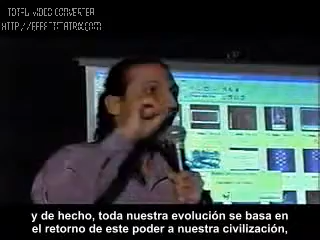 TOTAL VIDEO CONVERTER
HTTP://EFFECTMATRIX.COM
y de hecho, toda nuestra evolución se basa en
el retorno de este poder a nuestra civilización,